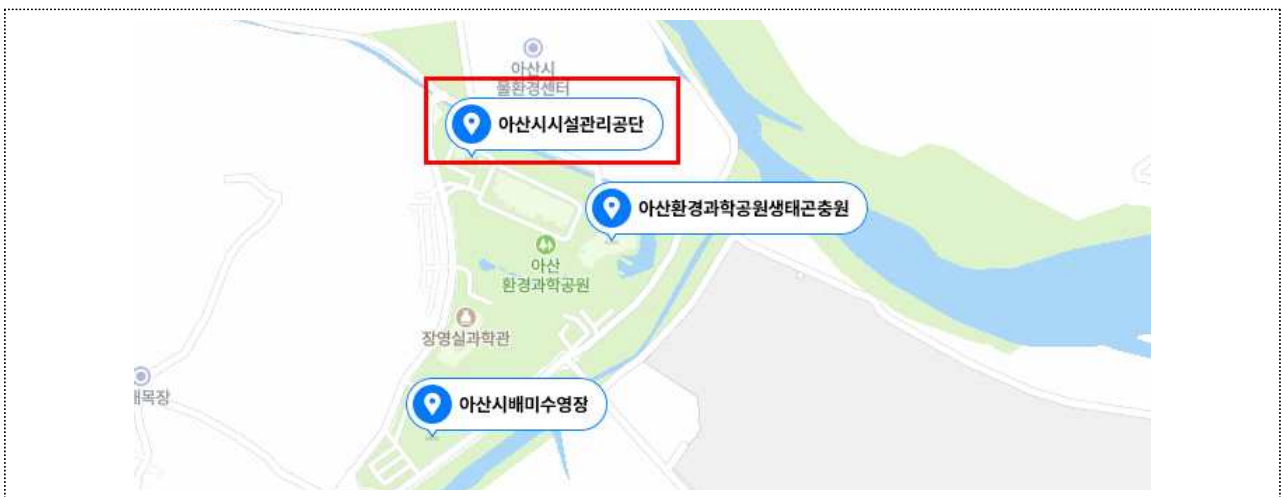 아산시
물환경센터
아산시시설관리공단
아산환경과학공원생태곤충원
아산
환경과학공원
장영실과학관
목장
아산시배미수영장